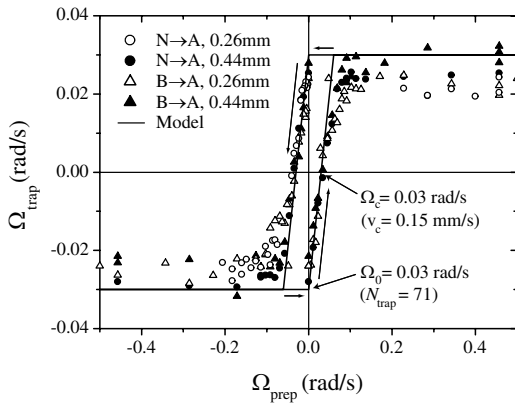 0.04
0.02
0.00
-0.02
-0.04
Ω_trap (rad/s)
N→A, 0.26mm
N→A, 0.44mm
B→A, 0.26mm
B→A, 0.44mm
Model
Ω_c = 0.03 rad/s
(v_c = 0.15 mm/s)
Ω_0 = 0.03 rad/s
(N_trap = 71)
-0.4 -0.2 0.0 0.2 0.4
Ω_prep (rad/s)